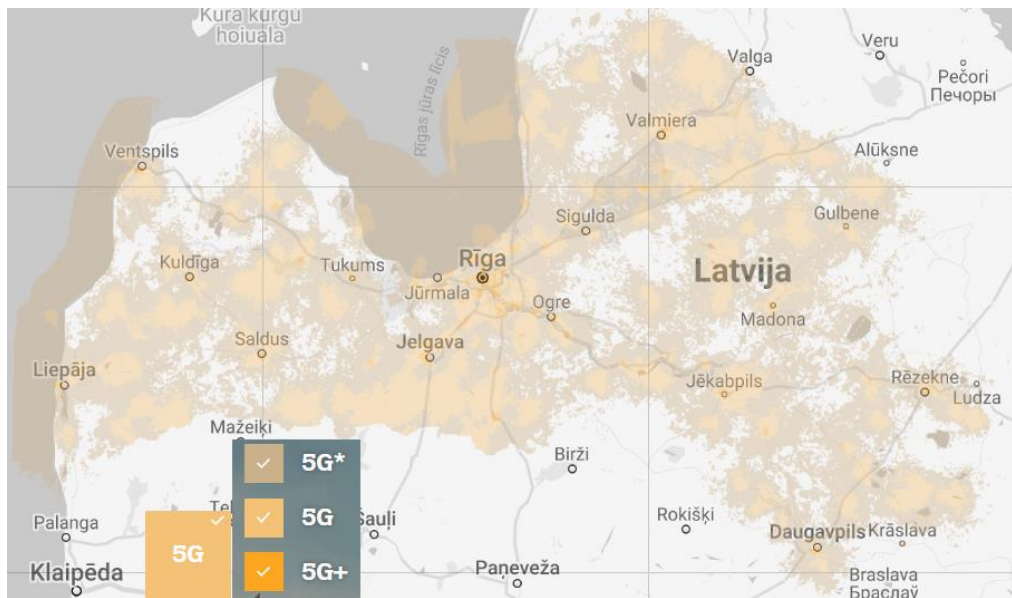 Kura kurgu
hoiuala
Rīgas jūras līcis
Valga
Veru
Pečori
Печоры
Valmiera
Ventspils
Alūksne
Sigulda
Gulbene
Kuldīga
Tukums
Rīga
Latvija
Jūrmala
Ogre
Madona
Saldus
Jelgava
Liepāja
Jēkabpils
Rēzekne
Ludza
Mažeiķi
Birži
5G*
Palanga
5G
5G
Šauļi
Rokišķi
Daugavpils
Krāslava
5G+
Klaipēda
Paņeveža
Braslava
Браслаў